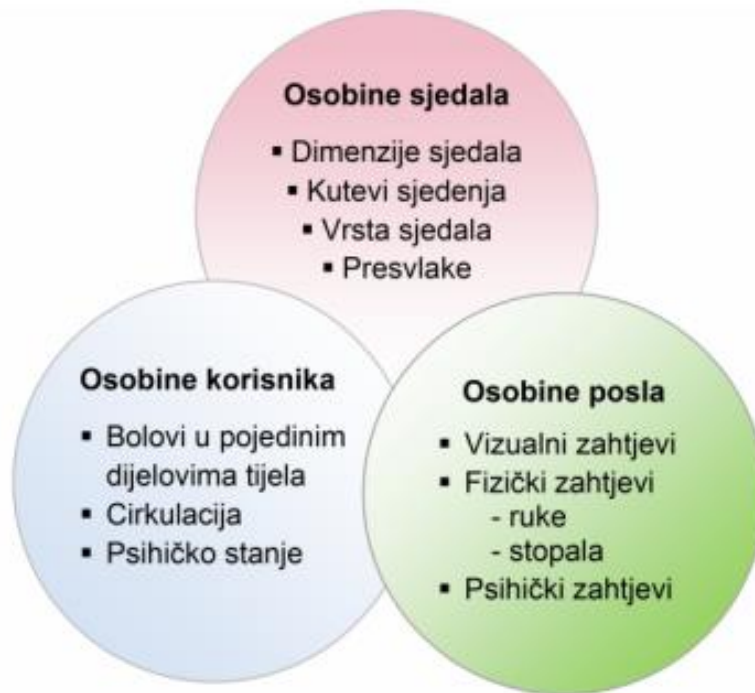 Osobine sjedala
▪ Dimenzije sjedala
▪ Kutevi sjedenja
▪ Vrsta sjedala
▪ Presvlake
Osobine korisnika
▪ Bolovi u pojedinim
dijelovima tijela
▪ Cirkulacija
▪ Psihičko stanje
Osobine posla
▪ Vizualni zahtjevi
▪ Fizički zahtjevi
- ruke
- stopala
▪ Psihički zahtjevi